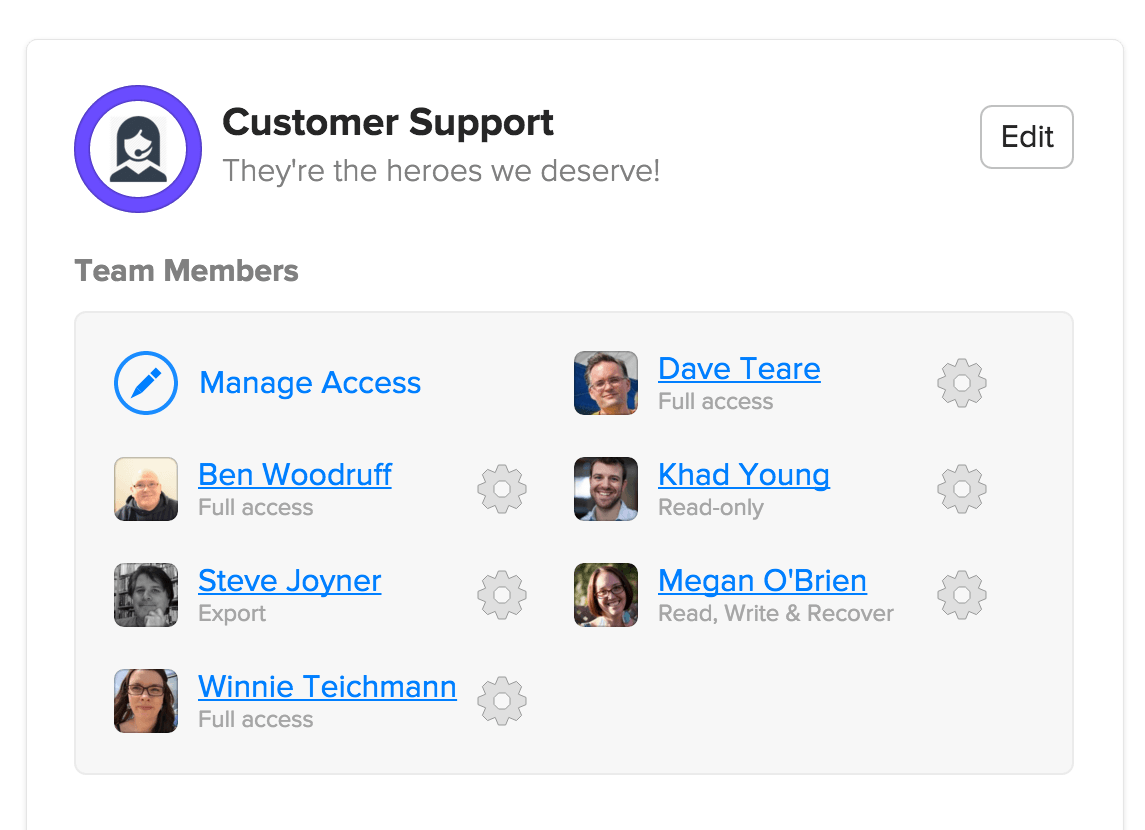 Customer Support
They're the heroes we deserve!
Edit
Team Members
Manage Access
Dave Teare
Full access
Ben Woodruff
Full access
Khad Young
Read-only
Steve Joyner
Export
Megan O'Brien
Read, Write & Recover
Winnie Teichmann
Full access